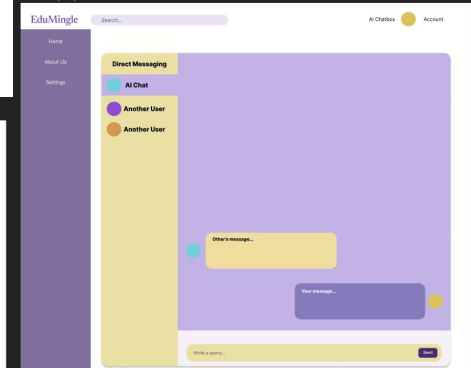 EduMingle
Search...
AI Chatbox
Account
Home
About Us
Settings
Direct Messaging
AI Chat
Another User
Another User
Other's message...
Your message...
Write a query...
Send